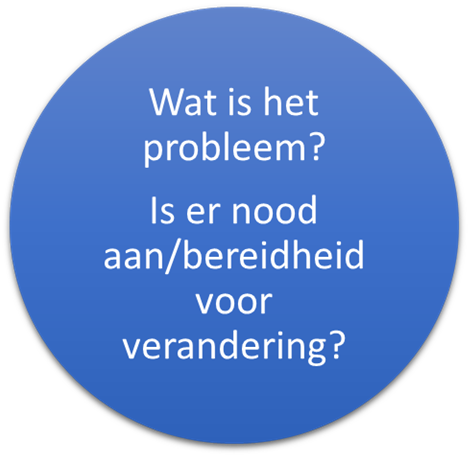 Wat is het
probleem?
Is er nood
aan/bereidheid
voor
verandering?